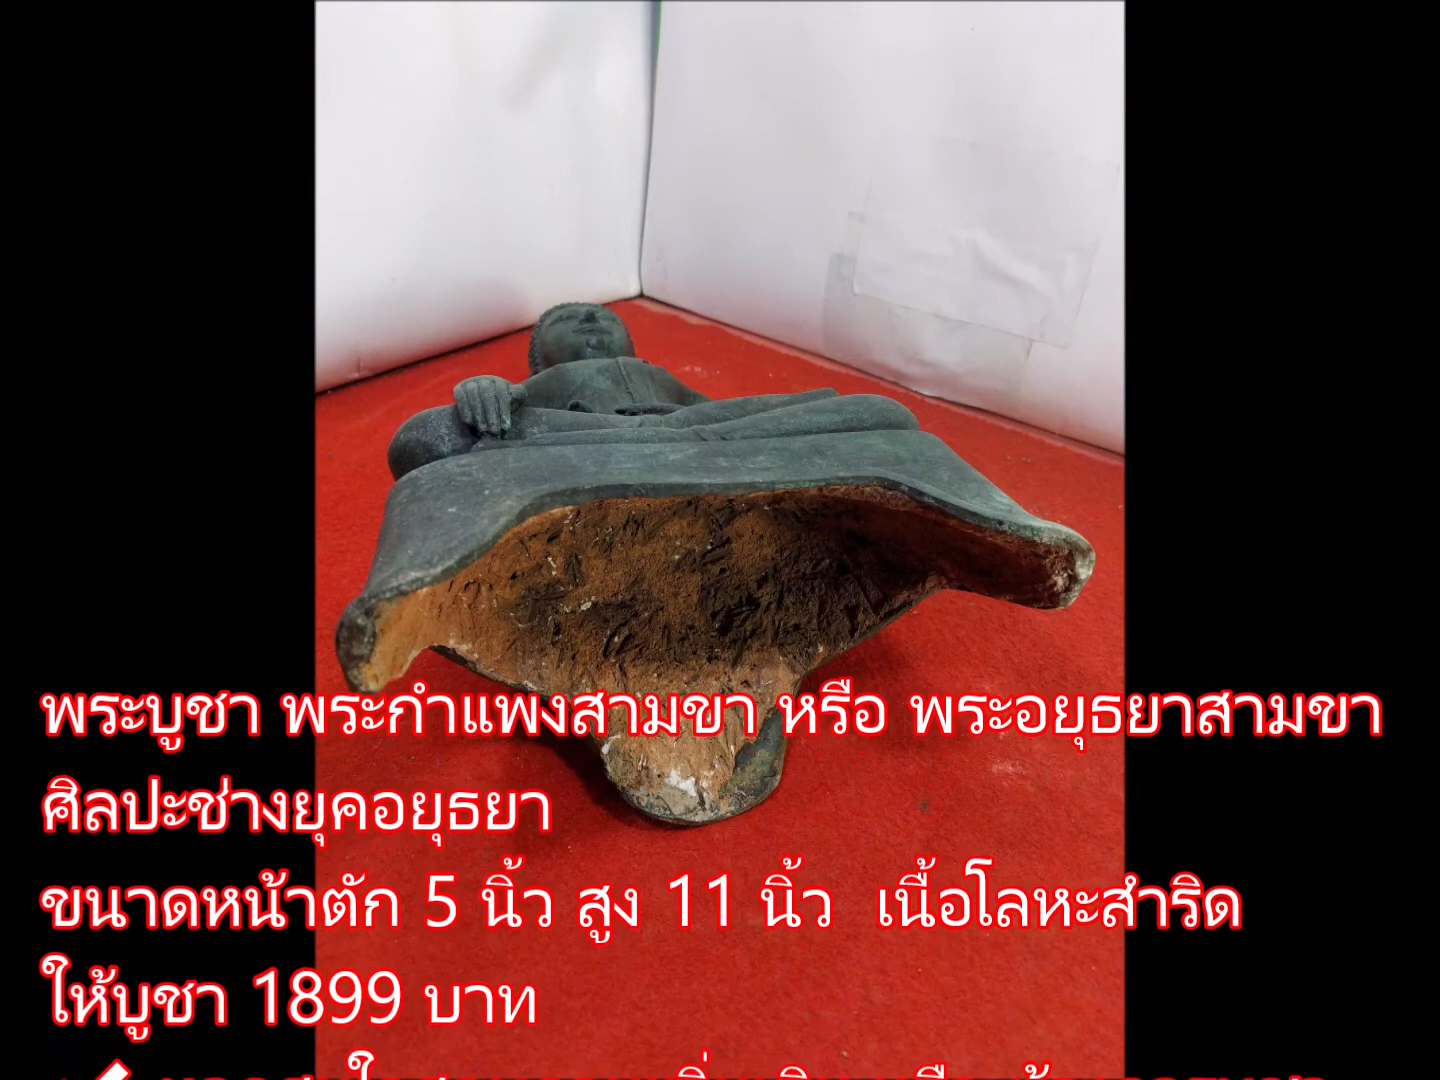 พระบูชา พระกำแพงสามขา หรือ พระอยุธยาสามขา
ศิลปะช่างยุคอยุธยา
ขนาดหน้าตัก 5 นิ้ว สูง 11 นิ้ว เนื้อโลหะสำริด
ให้บูชา 1899 บาท